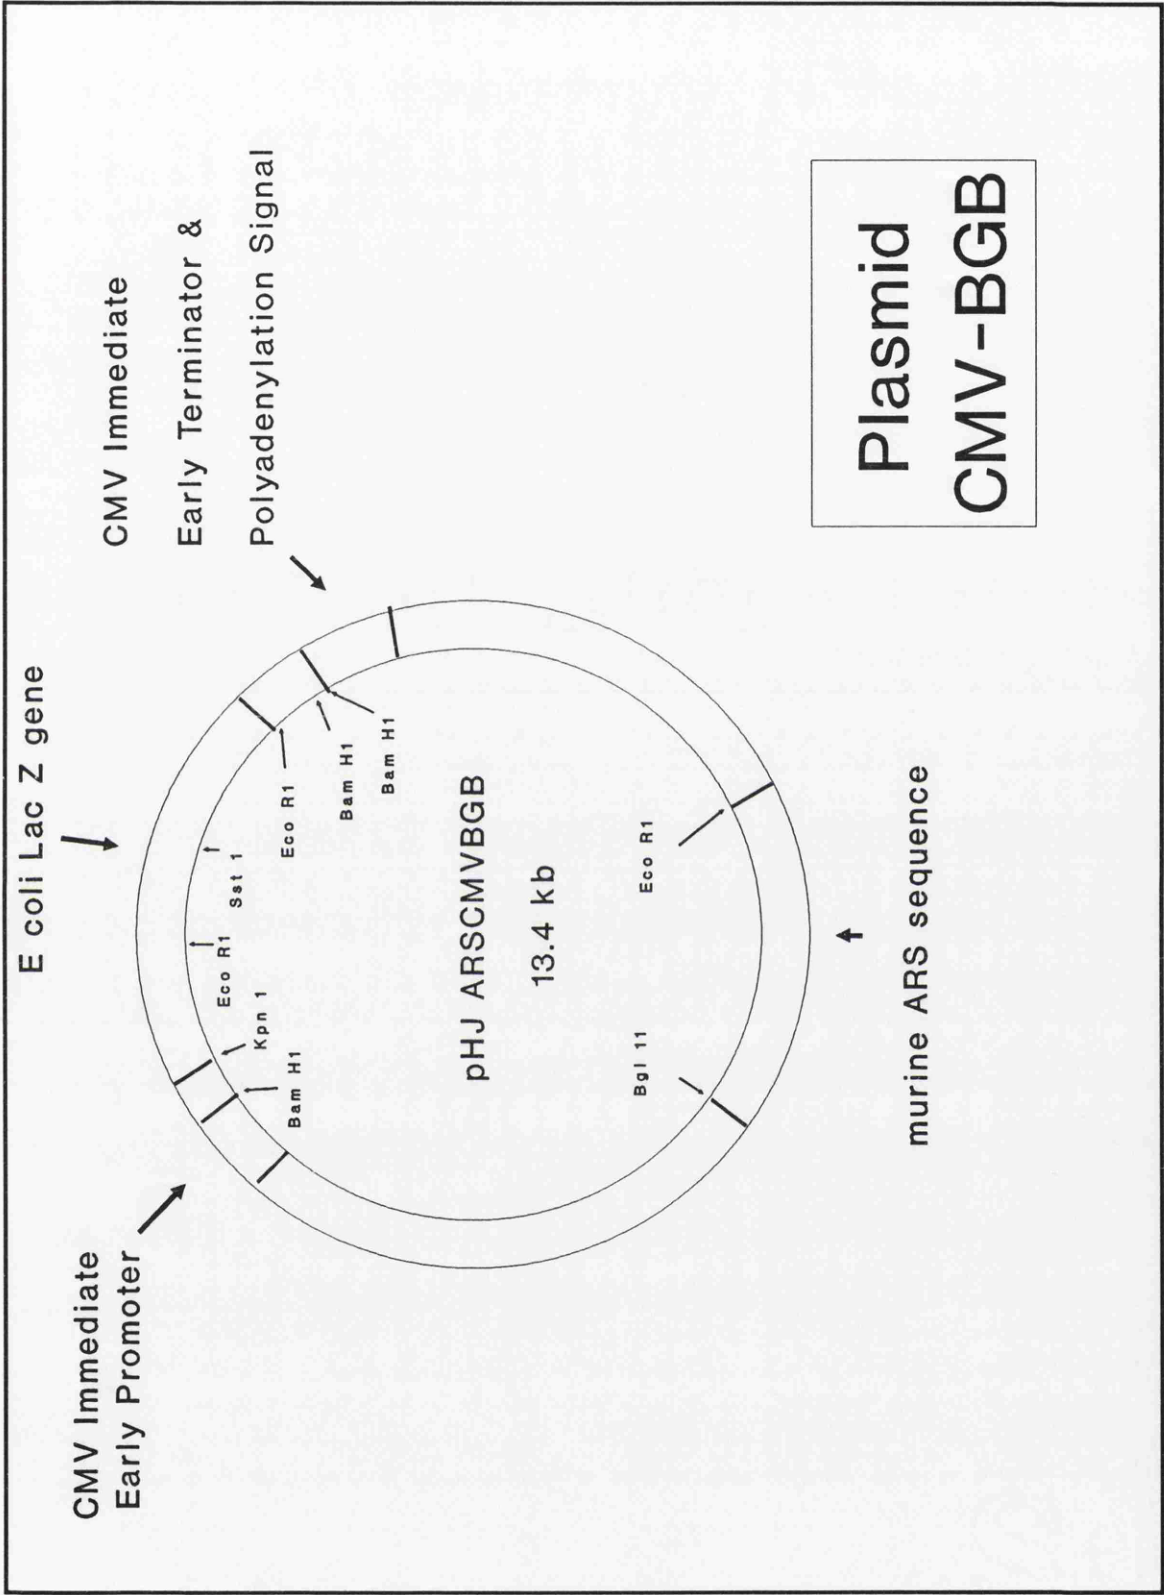 E coli Lac Z gene
CMV Immediate
Early Promoter
CMV Immediate
Early Terminator &
Polyadenylation Signal
Eco R1
Sst 1
Kpn 1
Bam H1
Eco R1
Bam H1
Bam H1
pHJ ARSCMVBGB
13.4 kb
Bgl 11
Eco R1
murine ARS sequence
Plasmid
CMV-BGB